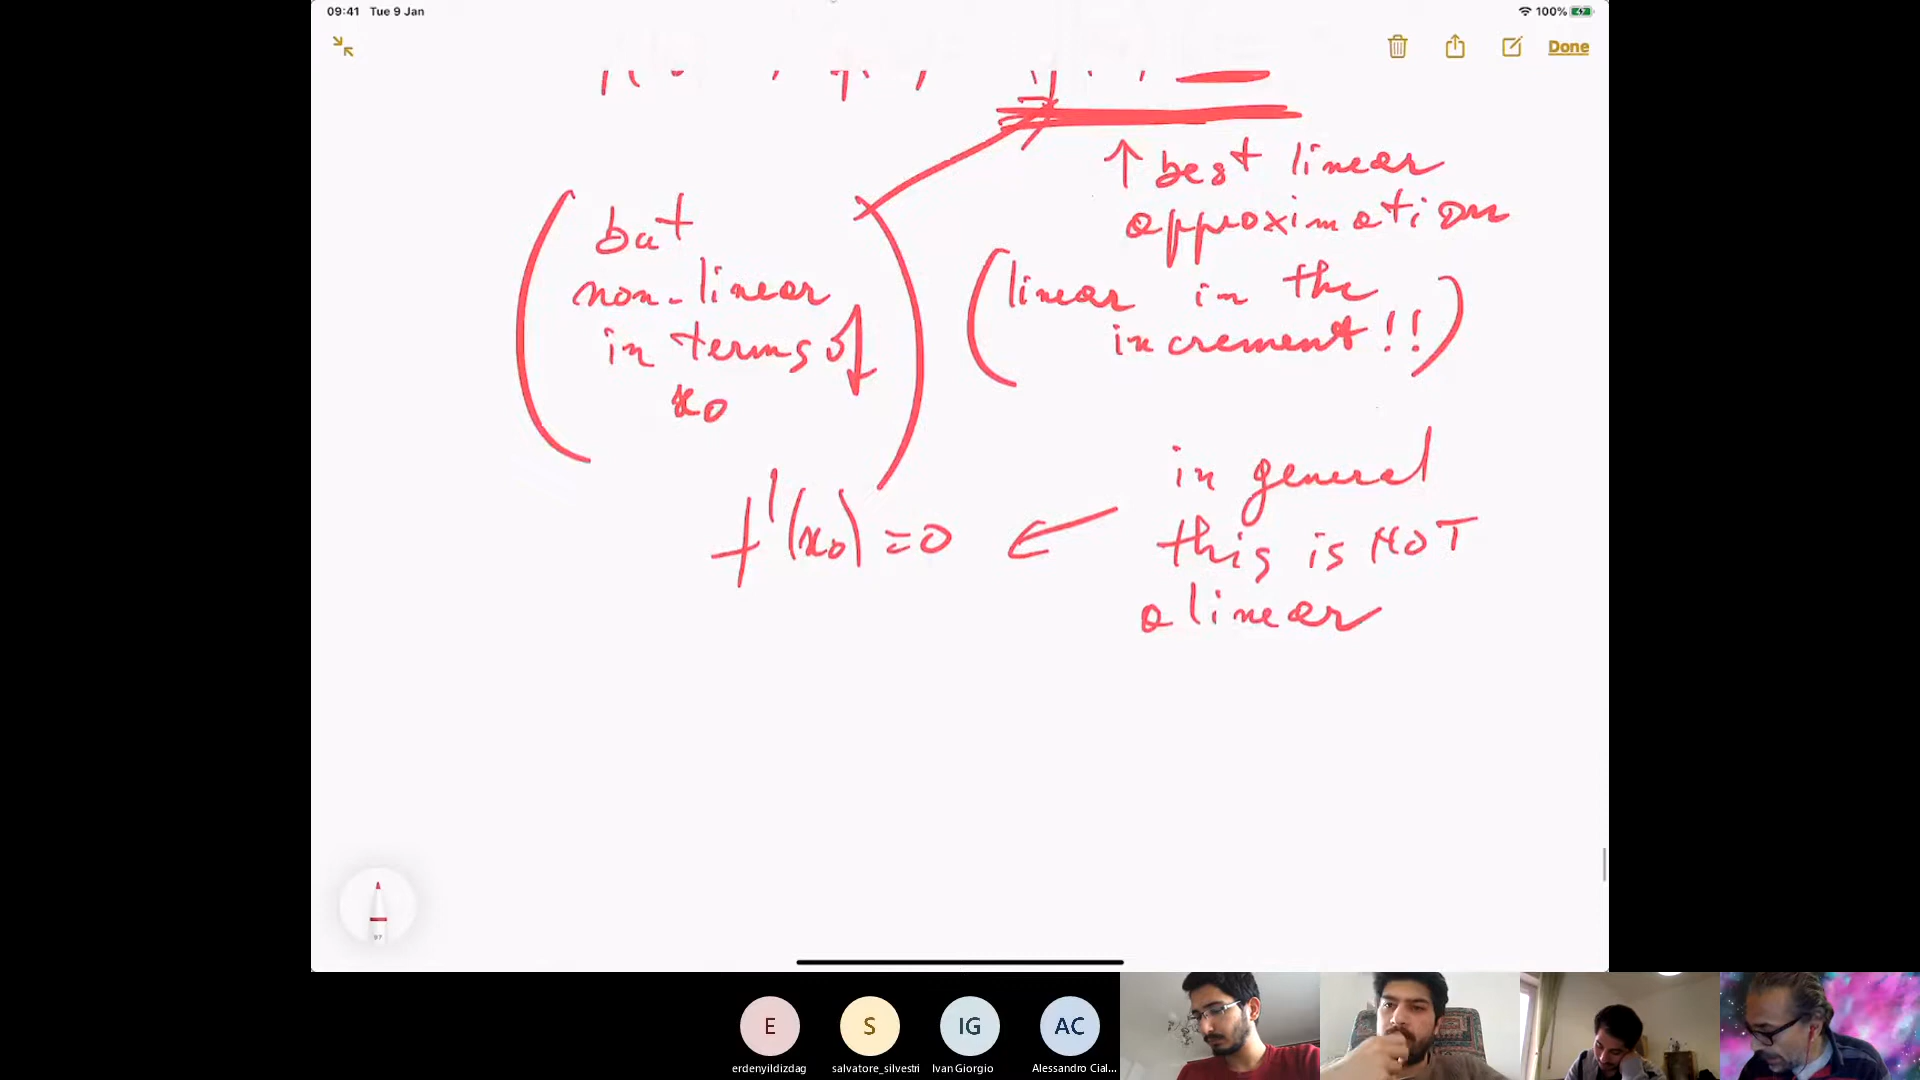 09:41 Tue 9 Jan
100%
Done
↑ best linear
approximation
(linear in the
increment!!)
but
non-linear
in terms of
x₀
f'(x₀) = 0
in general
this is NOT
a linear
97
E
S
IG
AC
erdenyildizdag
salvatore_silvestri
Ivan Giorgio
Alessandro Cial...